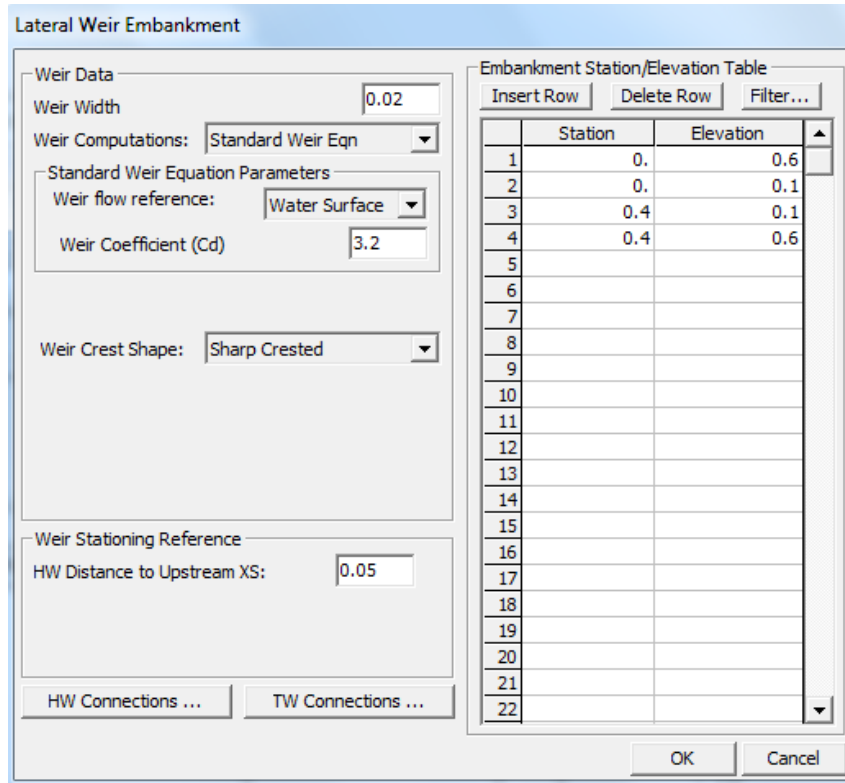 Lateral Weir Embankment
Weir Data
Weir Width 0.02
Weir Computations: Standard Weir Eqn
Standard Weir Equation Parameters
Weir flow reference: Water Surface
Weir Coefficient (Cd) 3.2
Weir Crest Shape: Sharp Crested
Weir Stationing Reference
HW Distance to Upstream XS: 0.05
HW Connections ... TW Connections ...
Embankment Station/Elevation Table
Insert Row Delete Row Filter...
Station Elevation
1 0. 0.6
2 0. 0.1
3 0.4 0.1
4 0.4 0.6
5
6
7
8
9
10
11
12
13
14
15
16
17
18
19
20
21
22
OK Cancel